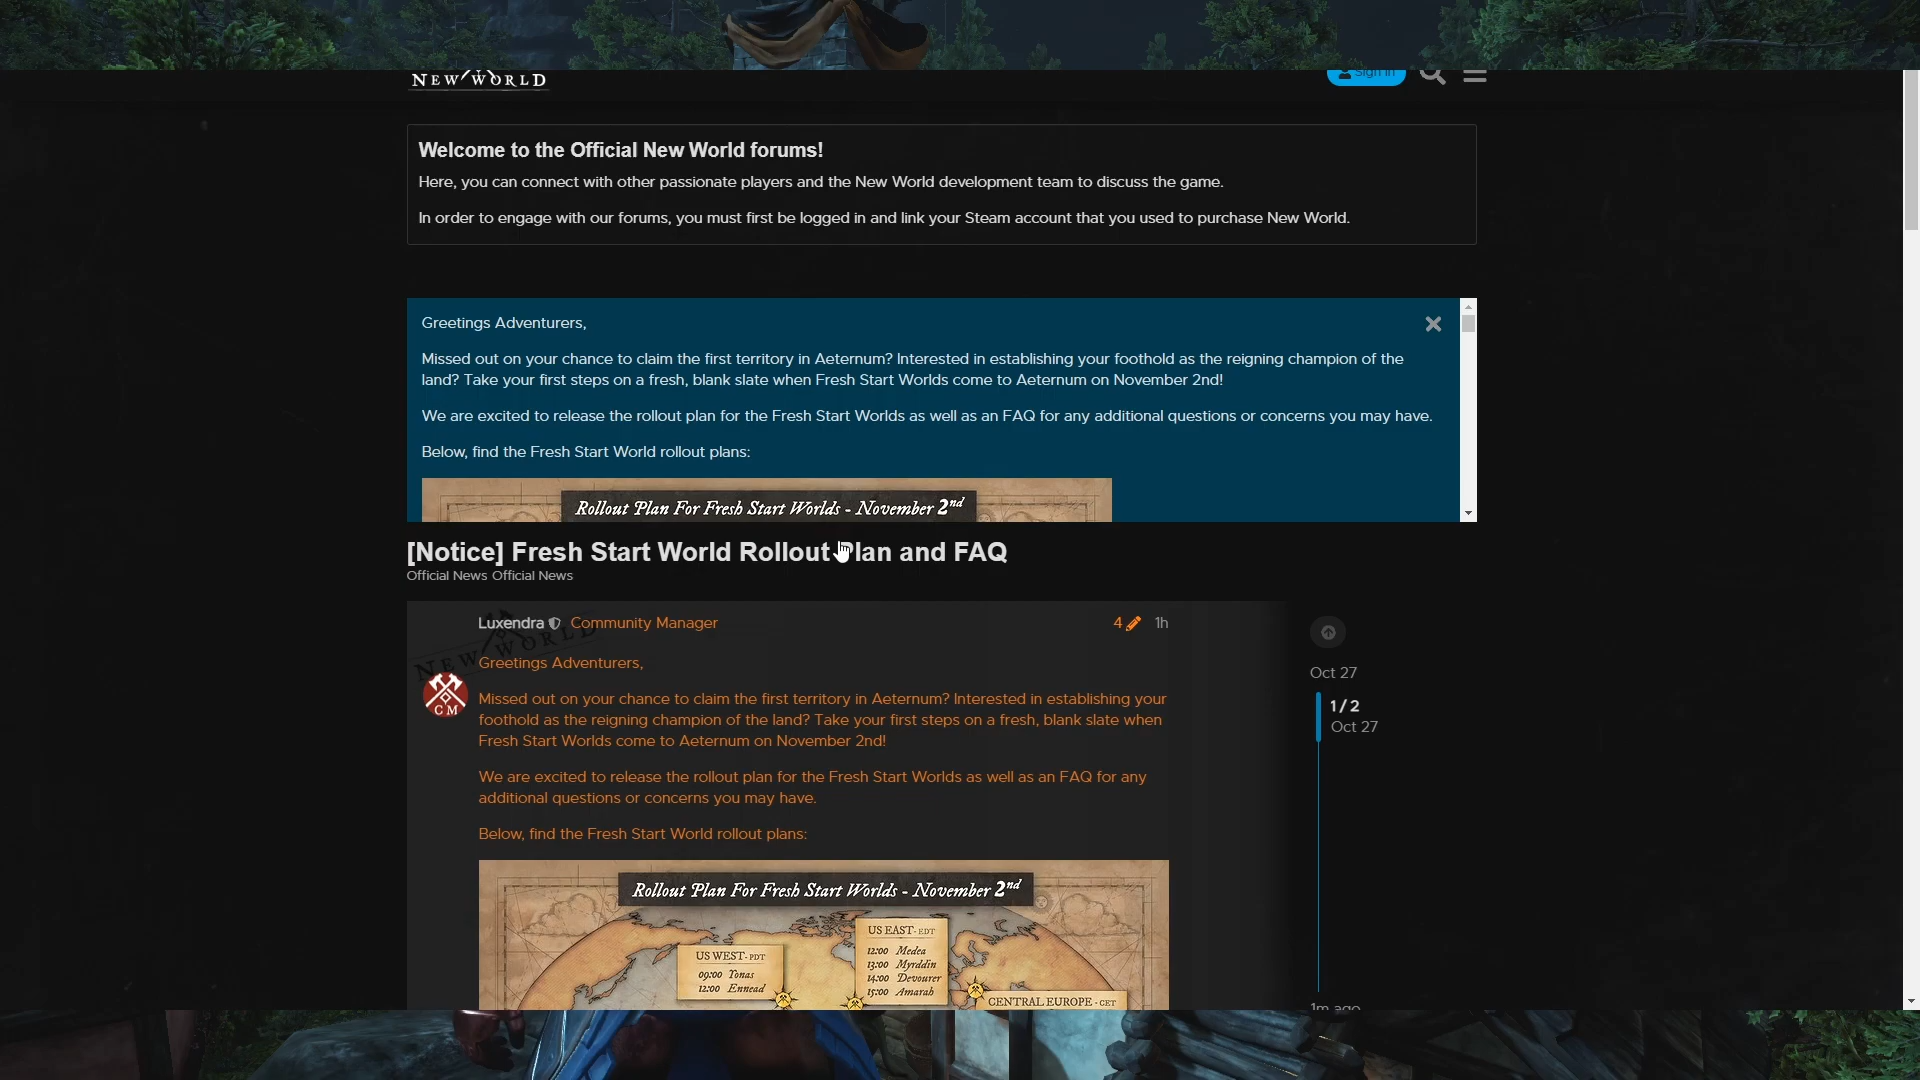 NEW WORLD
Sign In
Welcome to the Official New World forums!
Here, you can connect with other passionate players and the New World development team to discuss the game.
In order to engage with our forums, you must first be logged in and link your Steam account that you used to purchase New World.
Greetings Adventurers,
Missed out on your chance to claim the first territory in Aeternum? Interested in establishing your foothold as the reigning champion of the
land? Take your first steps on a fresh, blank slate when Fresh Start Worlds come to Aeternum on November 2nd!
We are excited to release the rollout plan for the Fresh Start Worlds as well as an FAQ for any additional questions or concerns you may have.
Below, find the Fresh Start World rollout plans:
Rollout Plan For Fresh Start Worlds - November 2nd
[Notice] Fresh Start World Rollout Plan and FAQ
Official News Official News
Luxendra Community Manager 4 1h
NEW WORLD
Greetings Adventurers,
CM
Missed out on your chance to claim the first territory in Aeternum? Interested in establishing your
foothold as the reigning champion of the land? Take your first steps on a fresh, blank slate when
Fresh Start Worlds come to Aeternum on November 2nd!
We are excited to release the rollout plan for the Fresh Start Worlds as well as an FAQ for any
additional questions or concerns you may have.
Below, find the Fresh Start World rollout plans:
Rollout Plan For Fresh Start Worlds - November 2nd
US WEST - PDT
09:00 Yonas
12:00 Ennead
US EAST - EDT
12:00 Medea
13:00 Myrddin
14:00 Devourer
15:00 Amarah
CENTRAL EUROPE - CET
Oct 27
1 / 2
Oct 27
1m ago